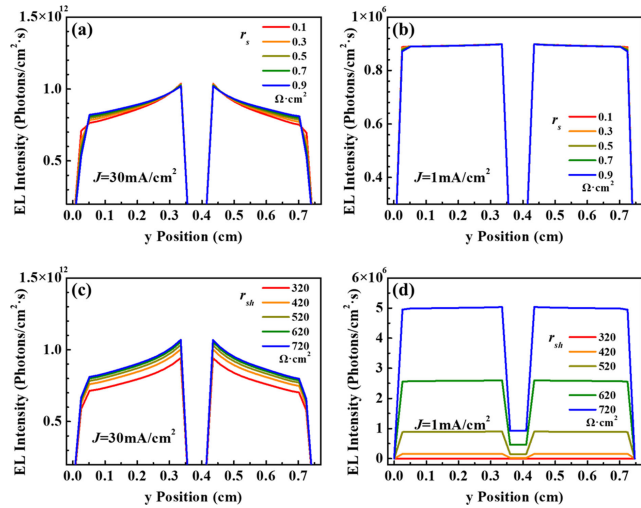 1.5×10¹²
(a)
r_s
0.1
0.3
0.5
0.7
0.9
Ω·cm²
1.0
0.5
J=30mA/cm²
0.0 0.1 0.2 0.3 0.4 0.5 0.6 0.7
y Position (cm)
EL Intensity (Photons/cm²·s)
1×10⁶
(b)
8×10⁵
6×10⁵
4×10⁵
r_s
0.1
0.3
0.5
0.7
0.9
Ω·cm²
J=1mA/cm²
0.0 0.1 0.2 0.3 0.4 0.5 0.6 0.7
y Position (cm)
EL Intensity (Photons/cm²·s)
1.5×10¹²
(c)
r_sh
320
420
520
620
720
Ω·cm²
1.0
0.5
J=30mA/cm²
0.0 0.1 0.2 0.3 0.4 0.5 0.6 0.7
y Position (cm)
EL Intensity (Photons/cm²·s)
6×10⁶
(d)
5
4
3
2
1
0
r_sh
320
420
520
620
720
Ω·cm²
J=1mA/cm²
0.0 0.1 0.2 0.3 0.4 0.5 0.6 0.7
y Position (cm)
EL Intensity (Photons/cm²·s)